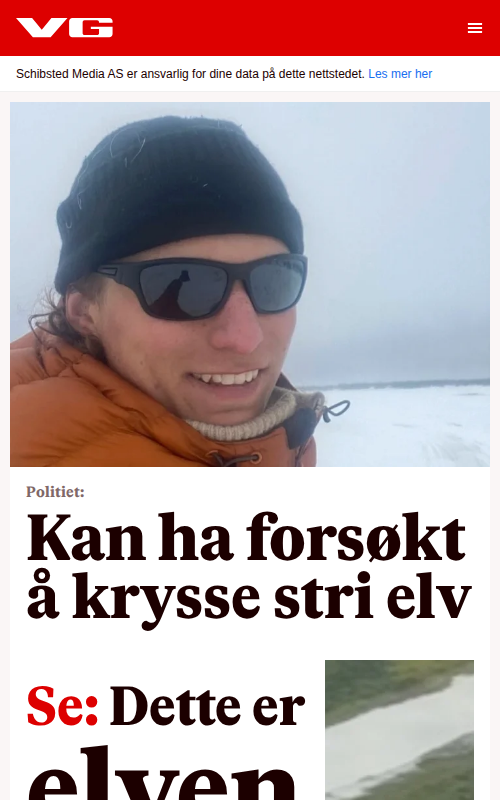 VG
Schibsted Media AS er ansvarlig for dine data på dette nettstedet. Les mer her
Politiet:
Kan ha forsøkt
å krysse stri elv
Se: Dette er
elven